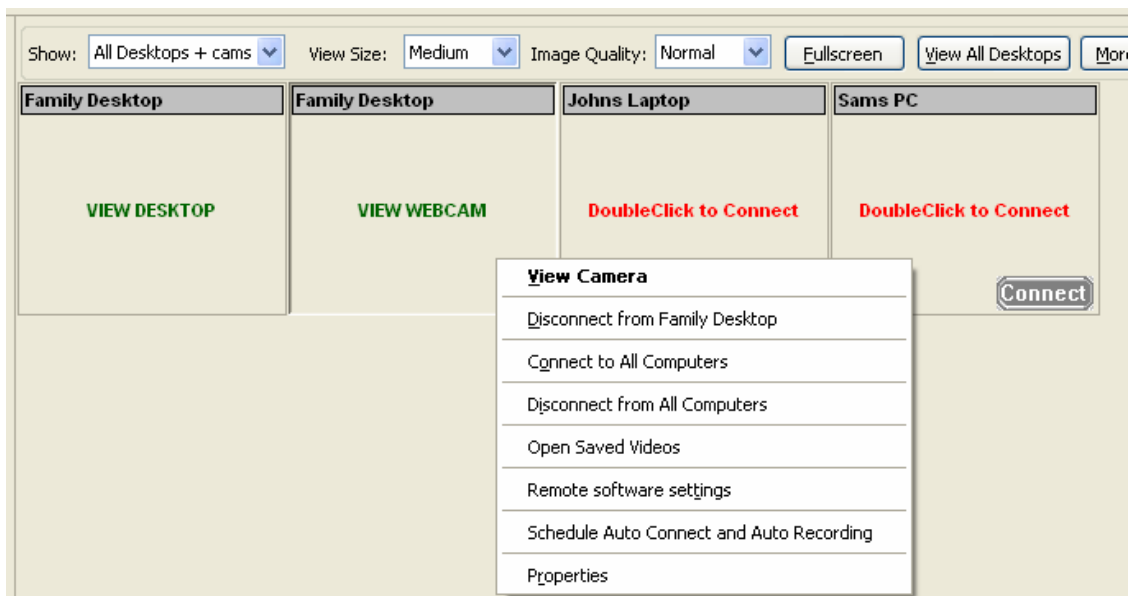 Show: All Desktops + cams View Size: Medium Image Quality: Normal Fullscreen View All Desktops More
Family Desktop Family Desktop Johns Laptop Sams PC
VIEW DESKTOP VIEW WEBCAM DoubleClick to Connect DoubleClick to Connect
Connect
View Camera
Disconnect from Family Desktop
Connect to All Computers
Disconnect from All Computers
Open Saved Videos
Remote software settings
Schedule Auto Connect and Auto Recording
Properties